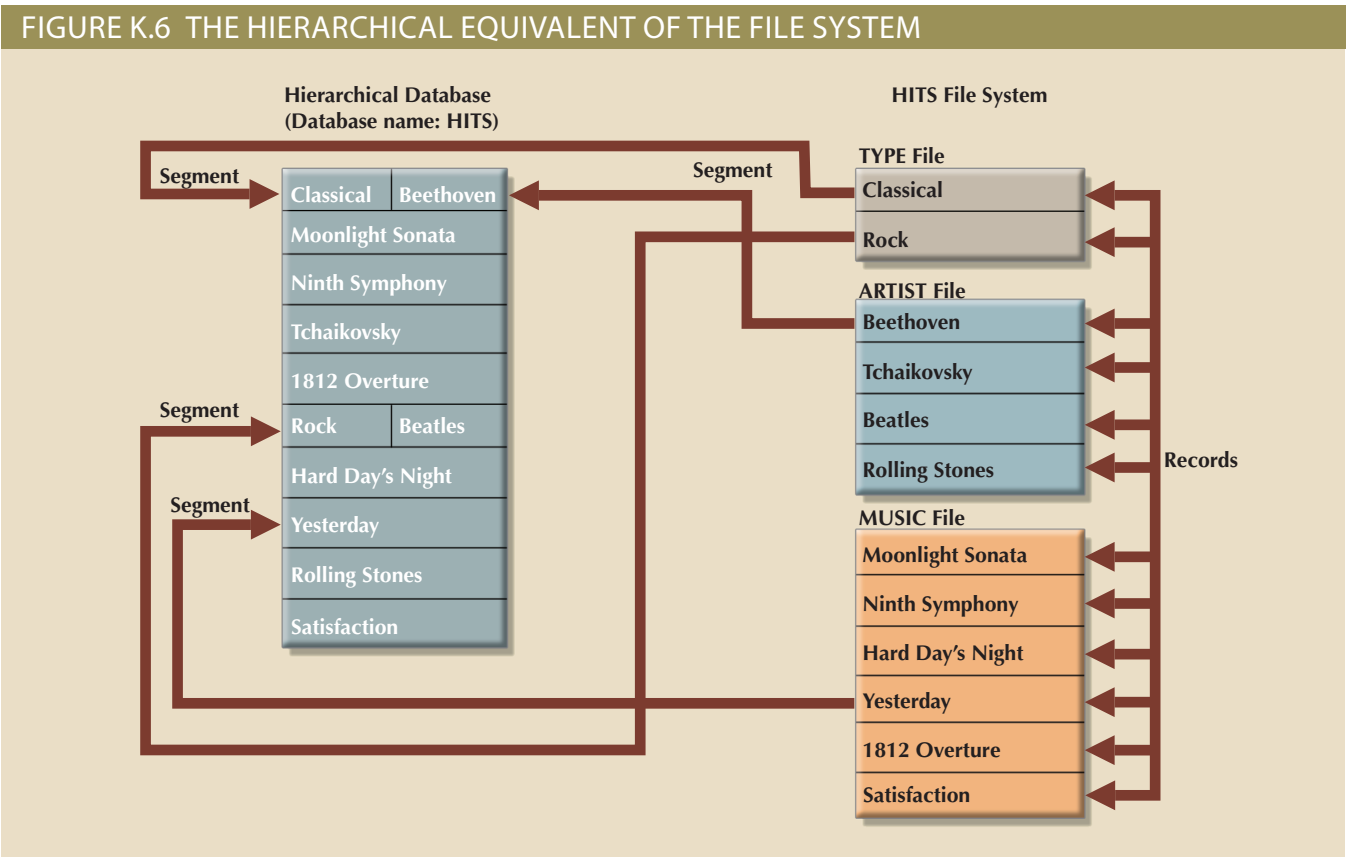 FIGURE K.6 THE HIERARCHICAL EQUIVALENT OF THE FILE SYSTEM
Hierarchical Database
(Database name: HITS)
HITS File System
Segment
Classical
Beethoven
Moonlight Sonata
Ninth Symphony
Tchaikovsky
1812 Overture
Segment
Rock
Beatles
Hard Day's Night
Segment
Yesterday
Rolling Stones
Satisfaction
Segment
TYPE File
Classical
Rock
ARTIST File
Beethoven
Tchaikovsky
Beatles
Rolling Stones
Records
MUSIC File
Moonlight Sonata
Ninth Symphony
Hard Day's Night
Yesterday
1812 Overture
Satisfaction